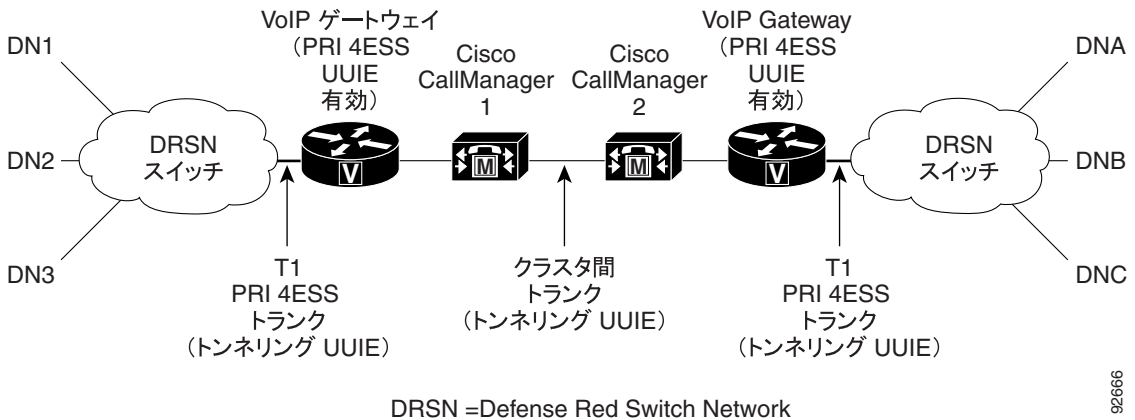 VoIP ゲートウェイ
（PRI 4ESS
UUIE
有効）
Cisco
CallManager
1
Cisco
CallManager
2
VoIP Gateway
（PRI 4ESS
UUIE
有効）
DN1
DN2
DN3
DRSN
スイッチ
V
M
M
V
DRSN
スイッチ
DNA
DNB
DNC
T1
PRI 4ESS
トランク
（トンネリング UUIE）
クラスタ間
トランク
（トンネリング UUIE）
T1
PRI 4ESS
トランク
（トンネリング UUIE）
DRSN =Defense Red Switch Network
92666